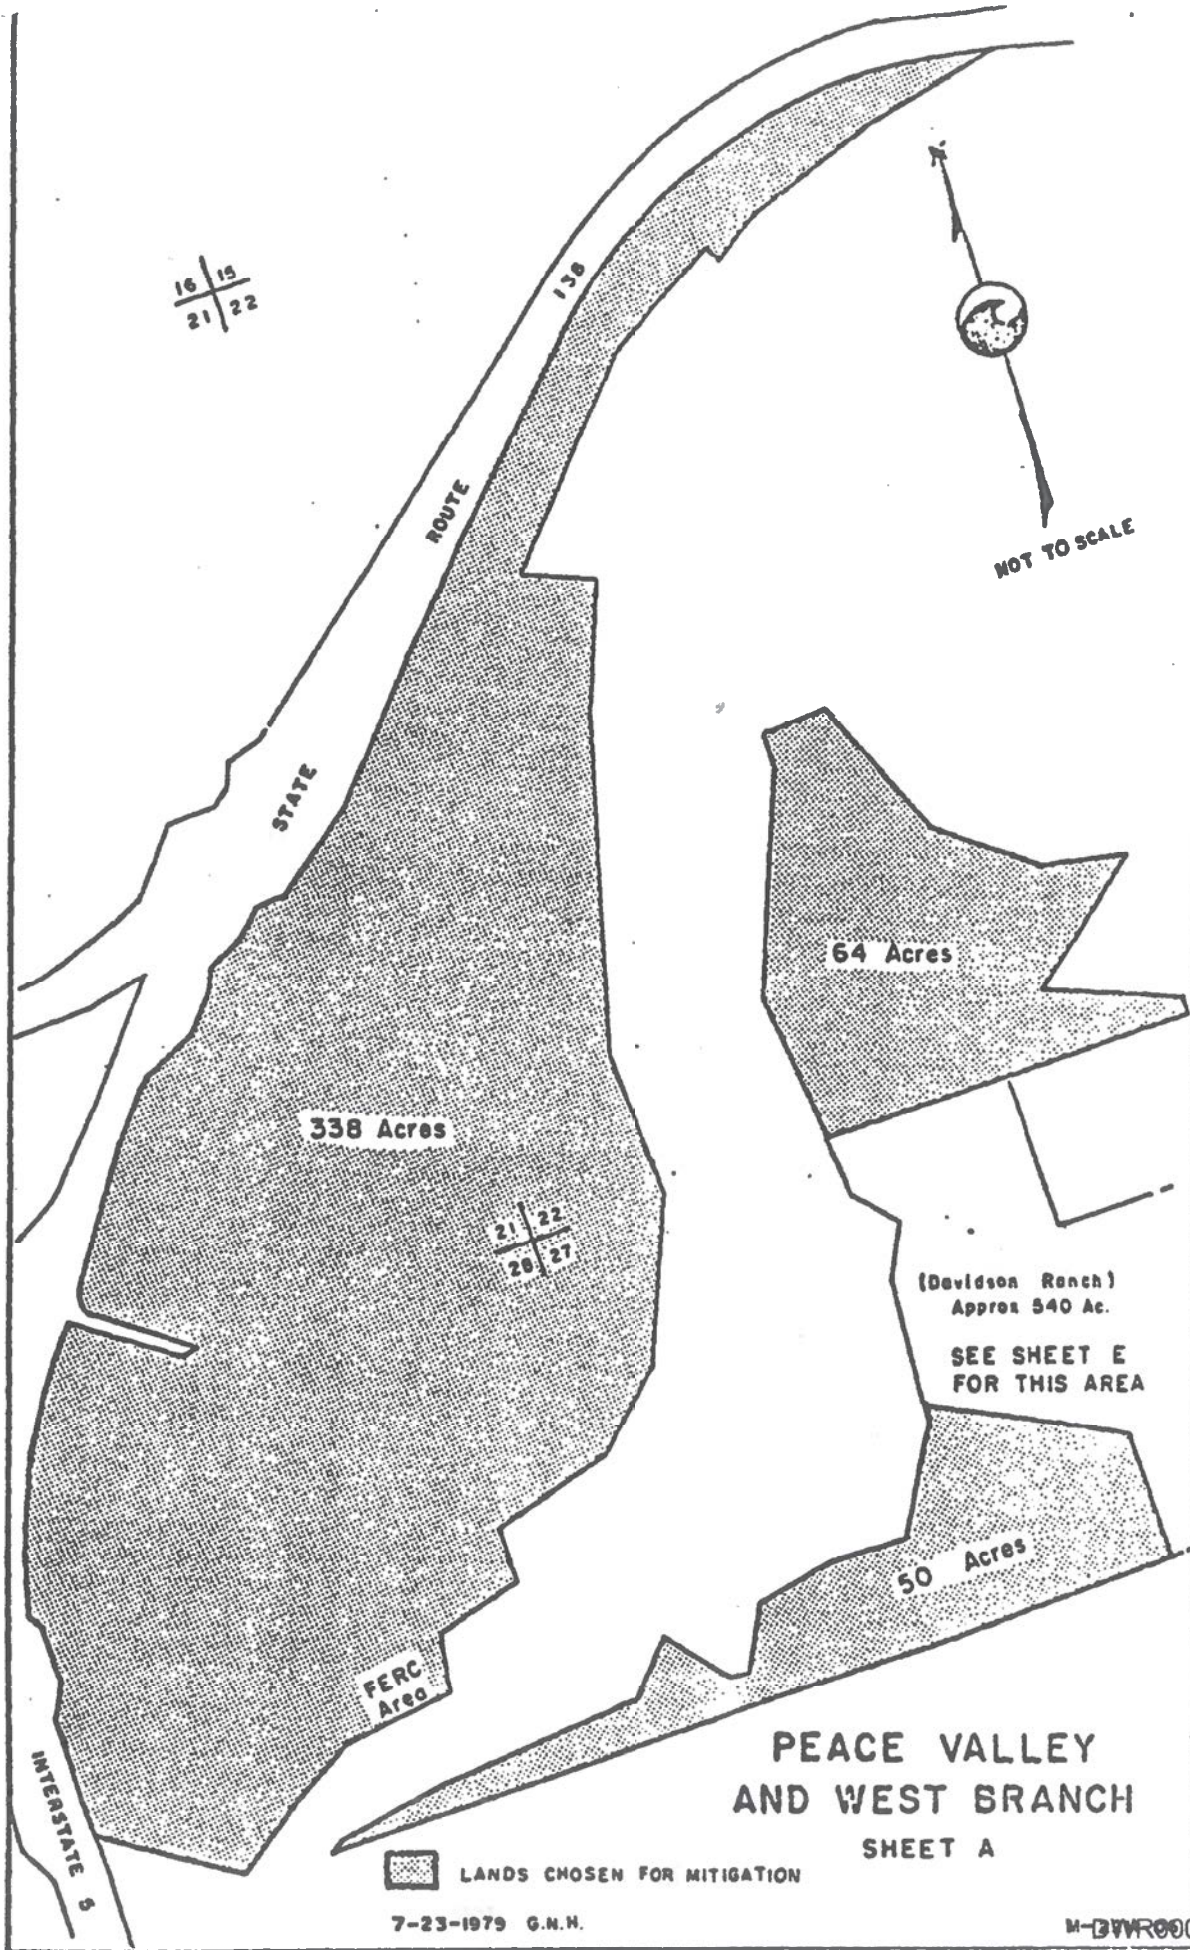 N
16 15
21 22
138
ROUTE
STATE
NOT TO SCALE
64 Acres
338 Acres
21 22
28 27
(Davidson Ranch)
Approx 540 Ac.
SEE SHEET E
FOR THIS AREA
50 Acres
FERC
Area
INTERSTATE 5
PEACE VALLEY
AND WEST BRANCH
SHEET A
LANDS CHOSEN FOR MITIGATION
7-23-1979 G.N.H.